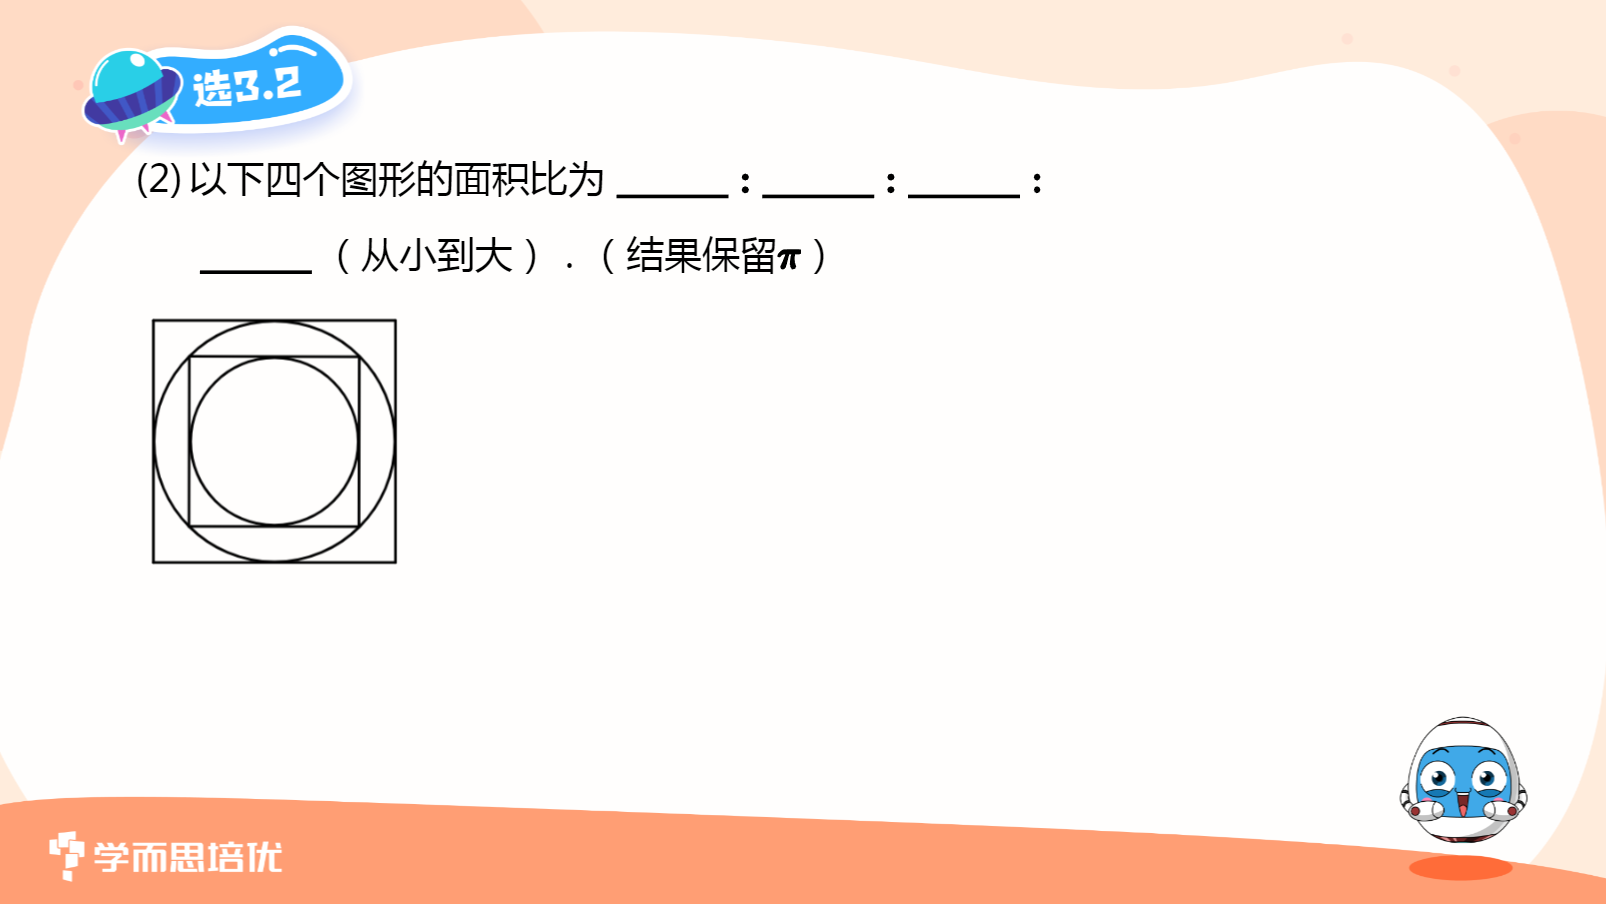 选3.2
(2)以下四个图形的面积比为 ______ : ______ : ______ :
______ （从小到大）.（结果保留π）
学而思培优